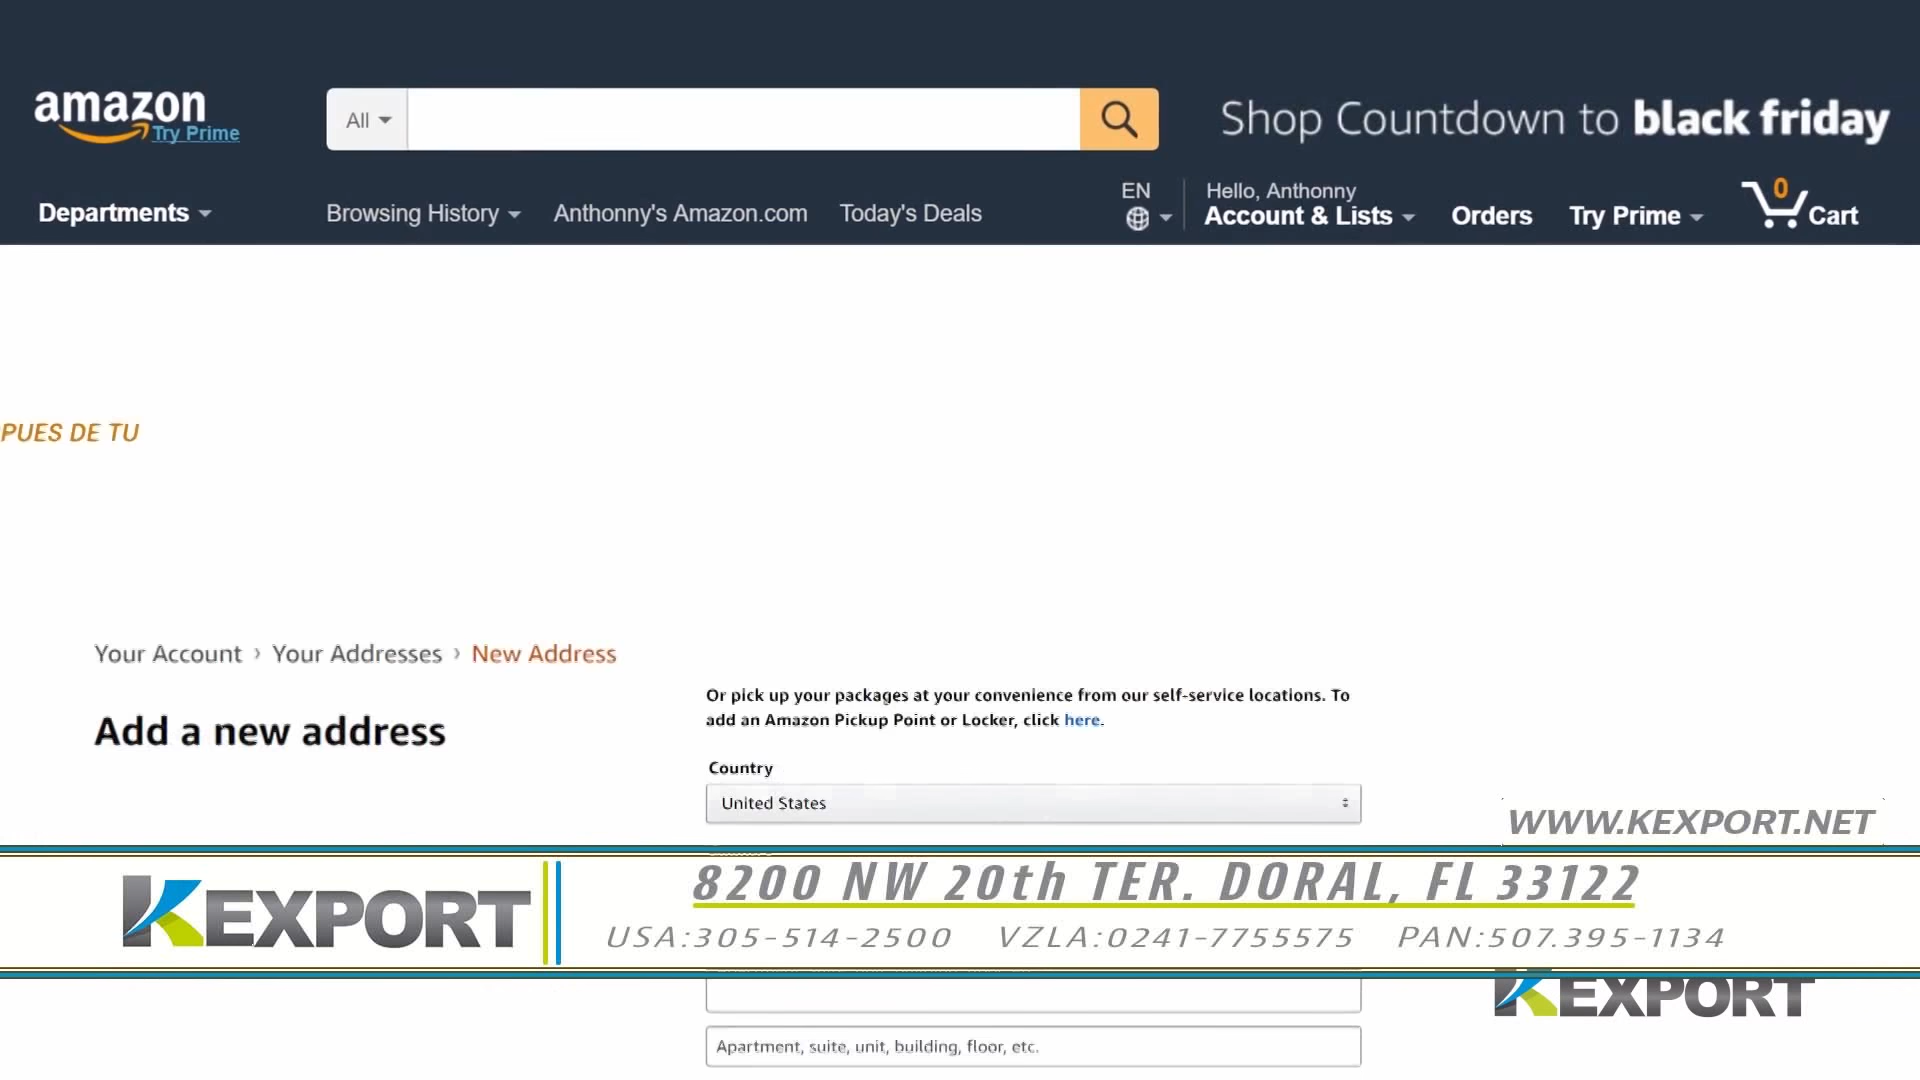 amazon
Try Prime
All
Shop Countdown to black friday
Departments
Browsing History
Anthonny's Amazon.com
Today's Deals
EN
Hello, Anthonny
Account & Lists
Orders
Try Prime
0
Cart
PUES DE TU
Your Account › Your Addresses › New Address
Add a new address
Or pick up your packages at your convenience from our self-service locations. To
add an Amazon Pickup Point or Locker, click here.
Country
United States
WWW.KEXPORT.NET
KEXPORT
8200 NW 20th TER. DORAL, FL 33122
USA:305-514-2500 VZLA:0241-7755575 PAN:507.395-1134
KEXPORT
Apartment, suite, unit, building, floor, etc.